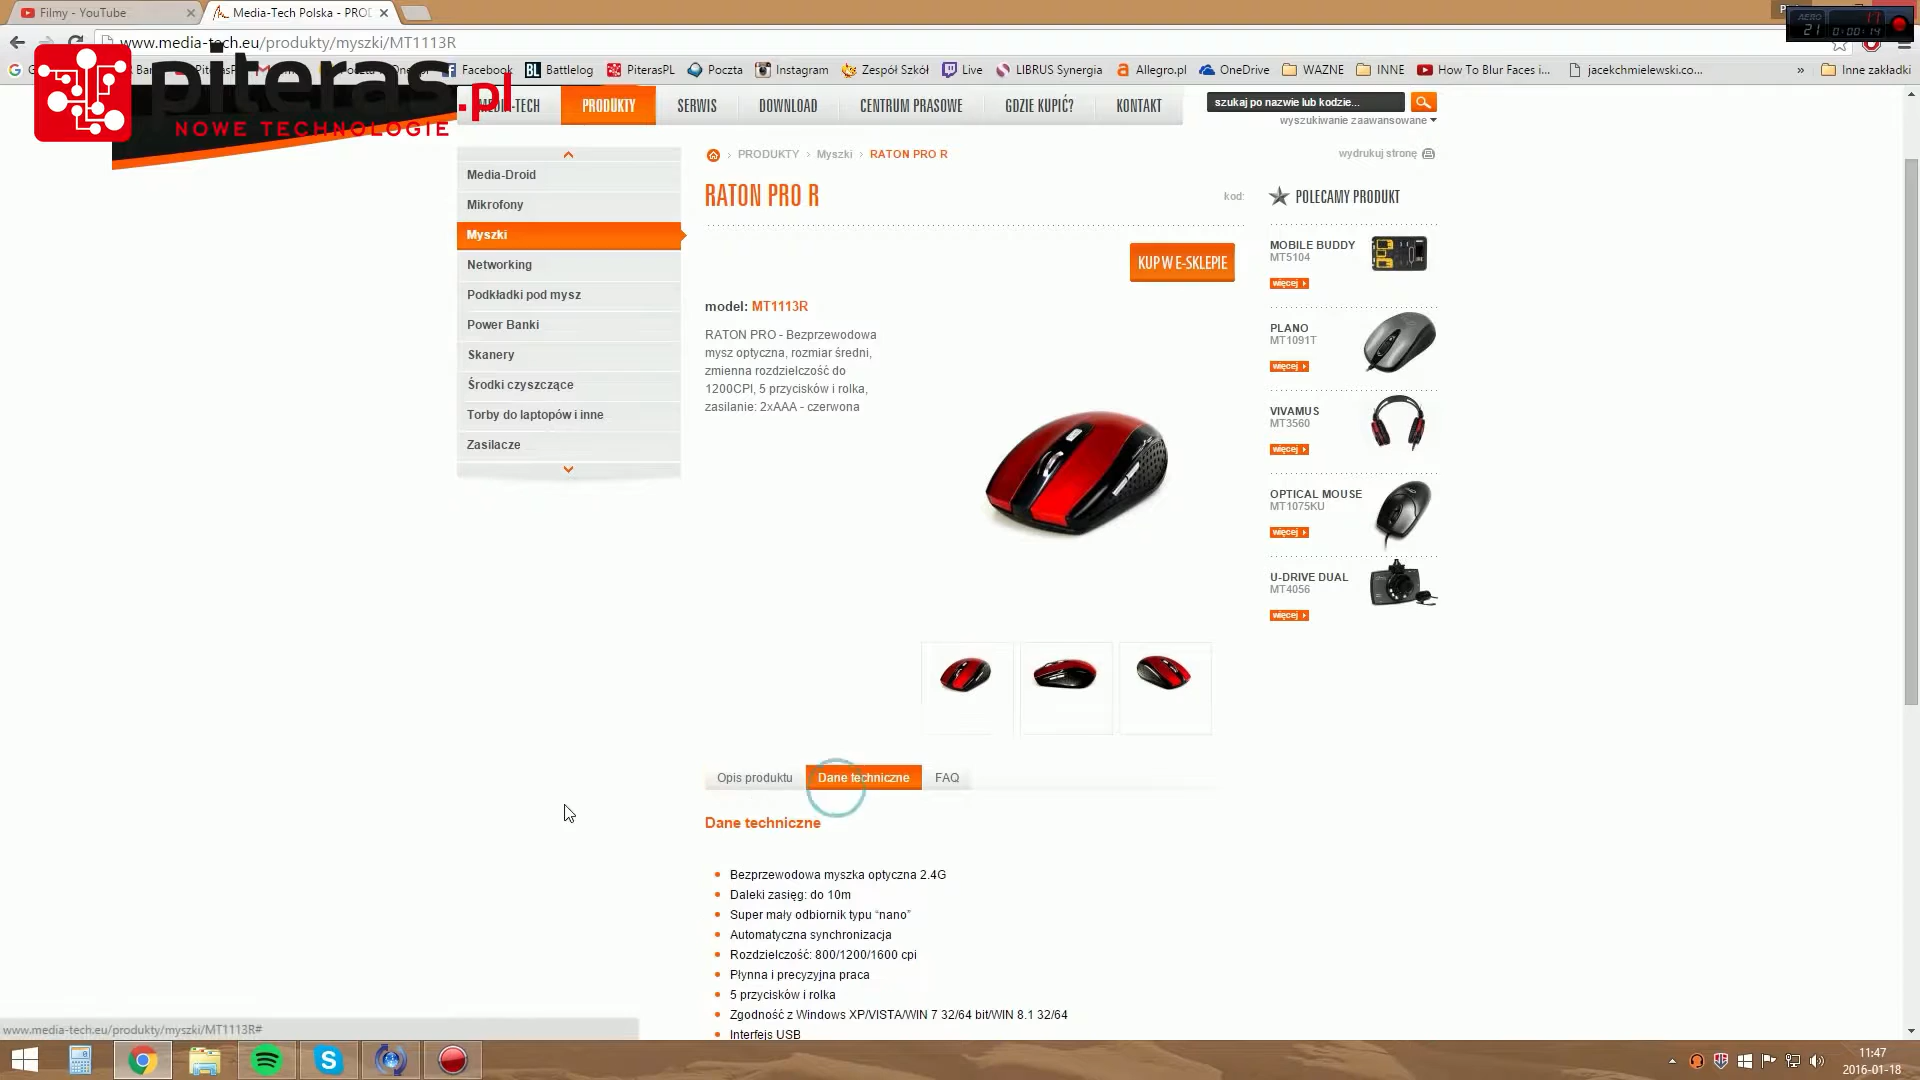 Filmy - YouTube
Media-Tech Polska - PROD
AERO
21
11
0:00:14
www.media-tech.eu/produkty/myszki/MT1113R
Facebook
Battlelog
PiterasPL
Poczta
Instagram
Zespół Szkół
Live
LIBRUS Synergia
Allegro.pl
OneDrive
WAZNE
INNE
How To Blur Faces i...
jacekchmielewski.co...
»
Inne zakładki
piteras.pl
NOWE TECHNOLOGIE
PRODUKTY
SERWIS
DOWNLOAD
CENTRUM PRASOWE
GDZIE KUPIĆ?
KONTAKT
szukaj po nazwie lub kodzie...
wyszukiwanie zaawansowane
Media-Droid
Mikrofony
Myszki
Networking
Podkładki pod mysz
Power Banki
Skanery
Środki czyszczące
Torby do laptopów i inne
Zasilacze
PRODUKTY › Myszki › RATON PRO R
wydrukuj stronę
RATON PRO R
kod:
KUP W E-SKLEPIE
model: MT1113R
RATON PRO - Bezprzewodowa
mysz optyczna, rozmiar średni,
zmienna rozdzielczość do
1200CPI, 5 przycisków i rolka,
zasilanie: 2xAAA - czerwona
POLECAMY PRODUKT
MOBILE BUDDY
MT5104
więcej
PLANO
MT1091T
więcej
VIVAMUS
MT3560
więcej
OPTICAL MOUSE
MT1075KU
więcej
U-DRIVE DUAL
MT4056
więcej
Opis produktu
Dane techniczne
FAQ
Dane techniczne
Bezprzewodowa myszka optyczna 2.4G
Daleki zasięg: do 10m
Super mały odbiornik typu “nano”
Automatyczna synchronizacja
Rozdzielczość: 800/1200/1600 cpi
Płynna i precyzyjna praca
5 przycisków i rolka
Zgodność z Windows XP/VISTA/WIN 7 32/64 bit/WIN 8.1 32/64
Interfejs USB
www.media-tech.eu/produkty/myszki/MT1113R#
11:47
2016-01-18